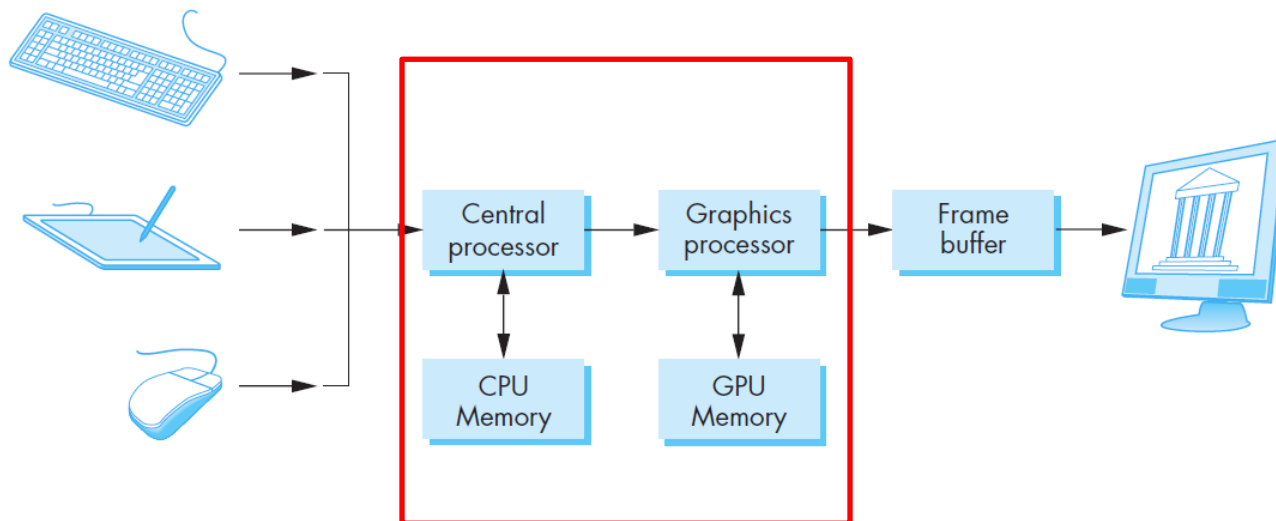 Central
processor
Graphics
processor
Frame
buffer
CPU
Memory
GPU
Memory